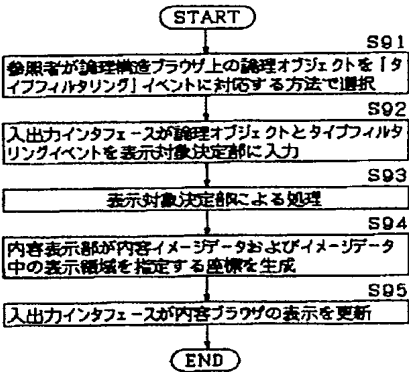 START
S91
参照者が論理構造ブラウザ上の論理オブジェクトを「タ
イプフィルタリング」イベントに対応する方法で選択
S92
入出力インタフェースが論理オブジェクトとタイプフィルタ
リングイベントを表示対象決定部に入力
S93
表示対象決定部による処理
S94
内容表示部が内容イメージデータおよびイメージデータ
中の表示領域を指定する座標を生成
S95
入出力インタフェースが内容ブラウザの表示を更新
END